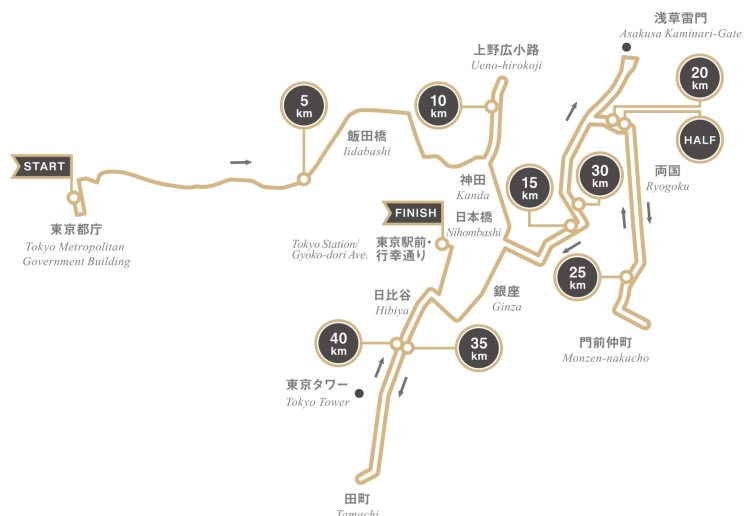 浅草雷門
Asakusa Kaminari-Gate
上野広小路
Ueno-hirokoji
20
km
5
km
10
km
飯田橋
Iidabashi
HALF
START
両国
Ryogoku
神田
Kanda
15
km
30
km
FINISH
日本橋
Nihombashi
東京都庁
Tokyo Metropolitan
Government Building
Tokyo Station/
Gyoko-dori Ave.
東京駅前・
行幸通り
25
km
日比谷
Hibiya
銀座
Ginza
門前仲町
Monzen-nakacho
40
km
35
km
東京タワー
Tokyo Tower
田町
Tamachi